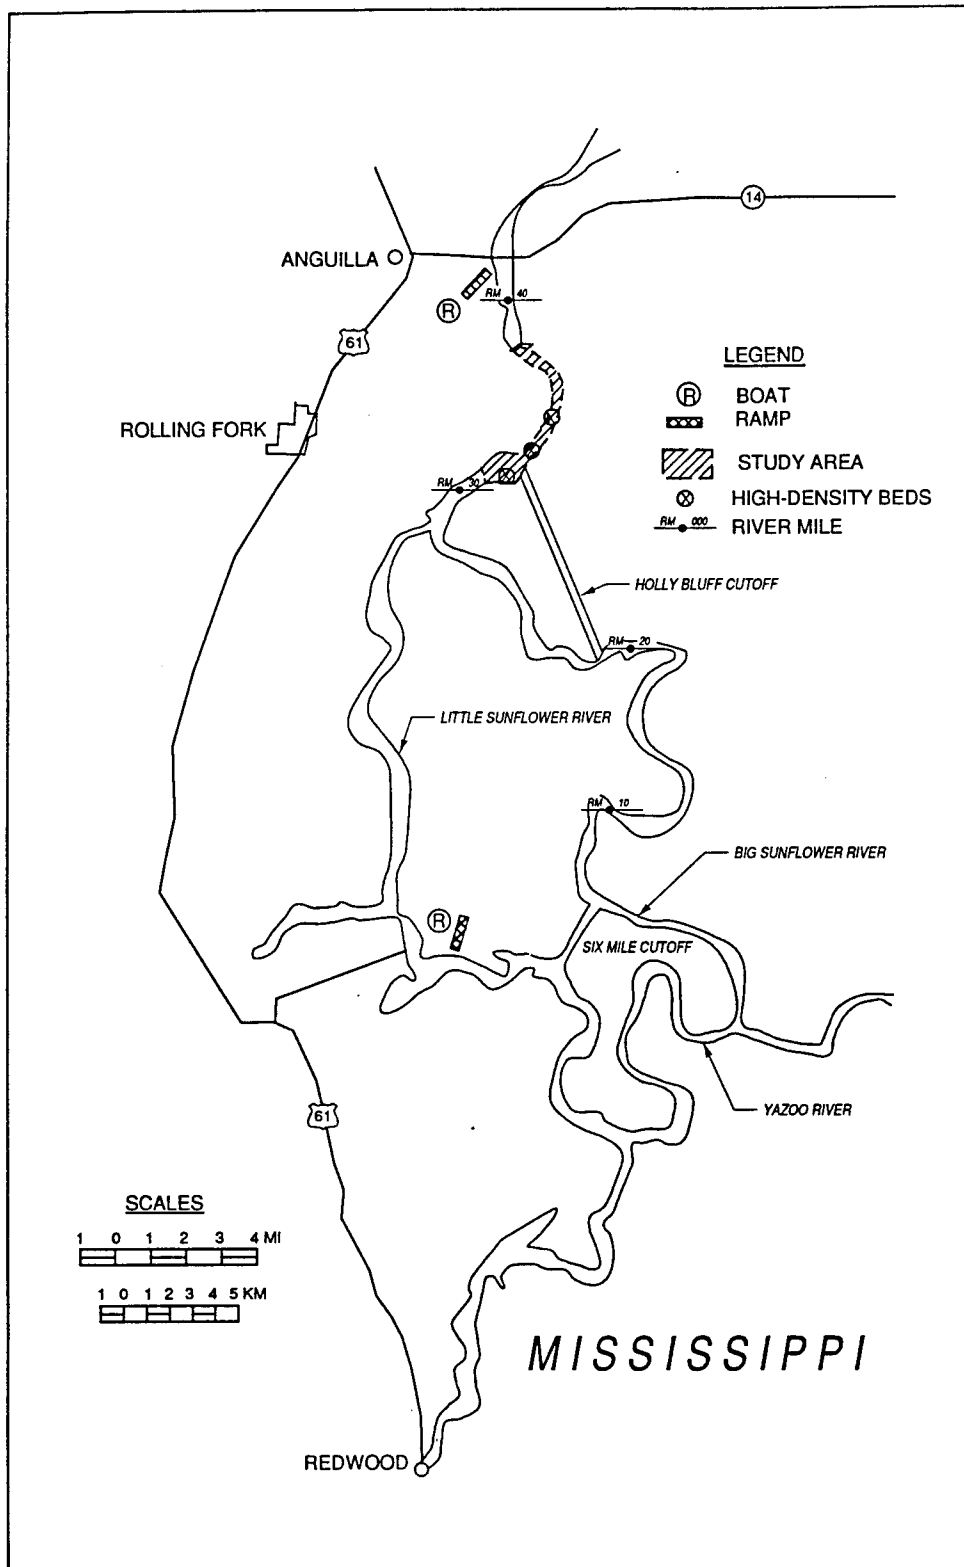 14
ANGUILLA
RM 40
R
61
LEGEND
R BOAT
RAMP
STUDY AREA
HIGH-DENSITY BEDS
RM 000 RIVER MILE
ROLLING FORK
RM 30
HOLLY BLUFF CUTOFF
RM 20
LITTLE SUNFLOWER RIVER
RM 10
BIG SUNFLOWER RIVER
R
SIX MILE CUTOFF
YAZOO RIVER
61
SCALES
1 0 1 2 3 4 MI
1 0 1 2 3 4 5 KM
MISSISSIPPI
REDWOOD